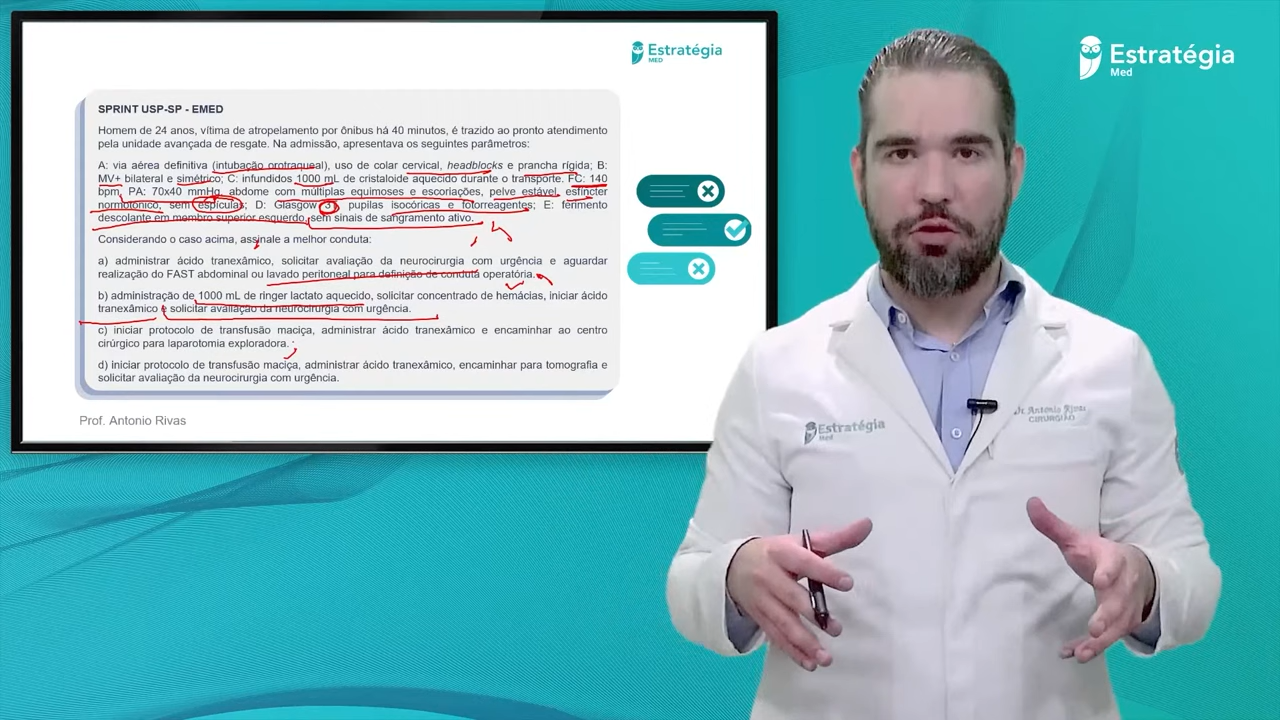 Estratégia
MED
SPRINT USP-SP - EMED
Homem de 24 anos, vítima de atropelamento por ônibus há 40 minutos, é trazido ao pronto atendimento
pela unidade avançada de resgate. Na admissão, apresentava os seguintes parâmetros:
A: via aérea definitiva (intubação orotraqueal), uso de colar cervical, headblocks e prancha rígida; B:
MV+ bilateral e simétrico; C: infundidos 1000 mL de cristaloide aquecido durante o transporte. FC: 140
bpm, PA: 70x40 mmHg, abdome com múltiplas equimoses e escoriações, pelve estável, esfíncter
normotônico, sem espículas; D: Glasgow 3, pupilas isocóricas e fotorreagentes; E: ferimento
descolante em membro superior esquerdo, sem sinais de sangramento ativo.
Considerando o caso acima, assinale a melhor conduta:
a) administrar ácido tranexâmico, solicitar avaliação da neurocirurgia com urgência e aguardar
realização do FAST abdominal ou lavado peritoneal para definição de conduta operatória.
b) administração de 1000 mL de ringer lactato aquecido, solicitar concentrado de hemácias, iniciar ácido
tranexâmico e solicitar avaliação da neurocirurgia com urgência.
c) iniciar protocolo de transfusão maciça, administrar ácido tranexâmico e encaminhar ao centro
cirúrgico para laparotomia exploradora.
d) iniciar protocolo de transfusão maciça, administrar ácido tranexâmico, encaminhar para tomografia e
solicitar avaliação da neurocirurgia com urgência.
Prof. Antonio Rivas
Estratégia
Med
Estratégia
Med
Dr. Antonio Rivas
CIRURGIÃO